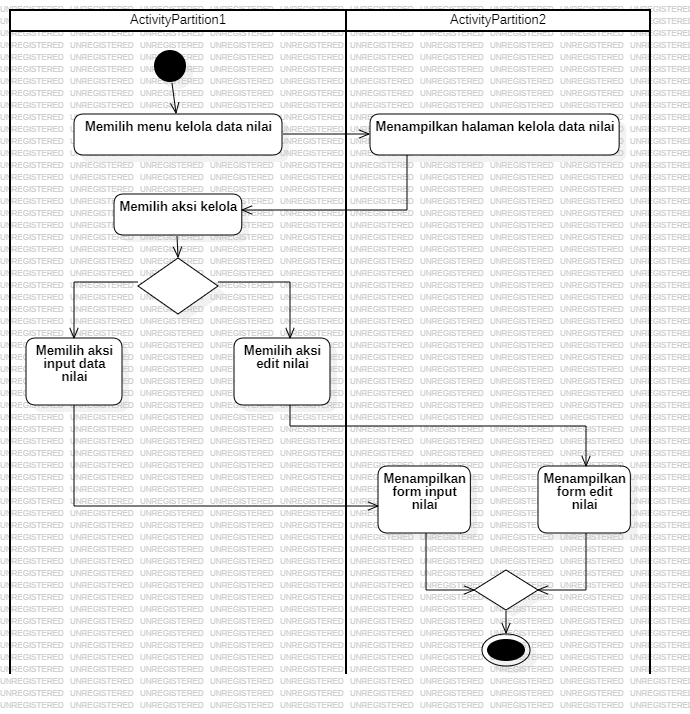 ActivityPartition1
ActivityPartition2
Memilih menu kelola data nilai
Menampilkan halaman kelola data nilai
Memilih aksi kelola
Memilih aksi
input data
nilai
Memilih aksi
edit nilai
Menampilkan
form input
nilai
Menampilkan
form edit
nilai
UNREGISTERED